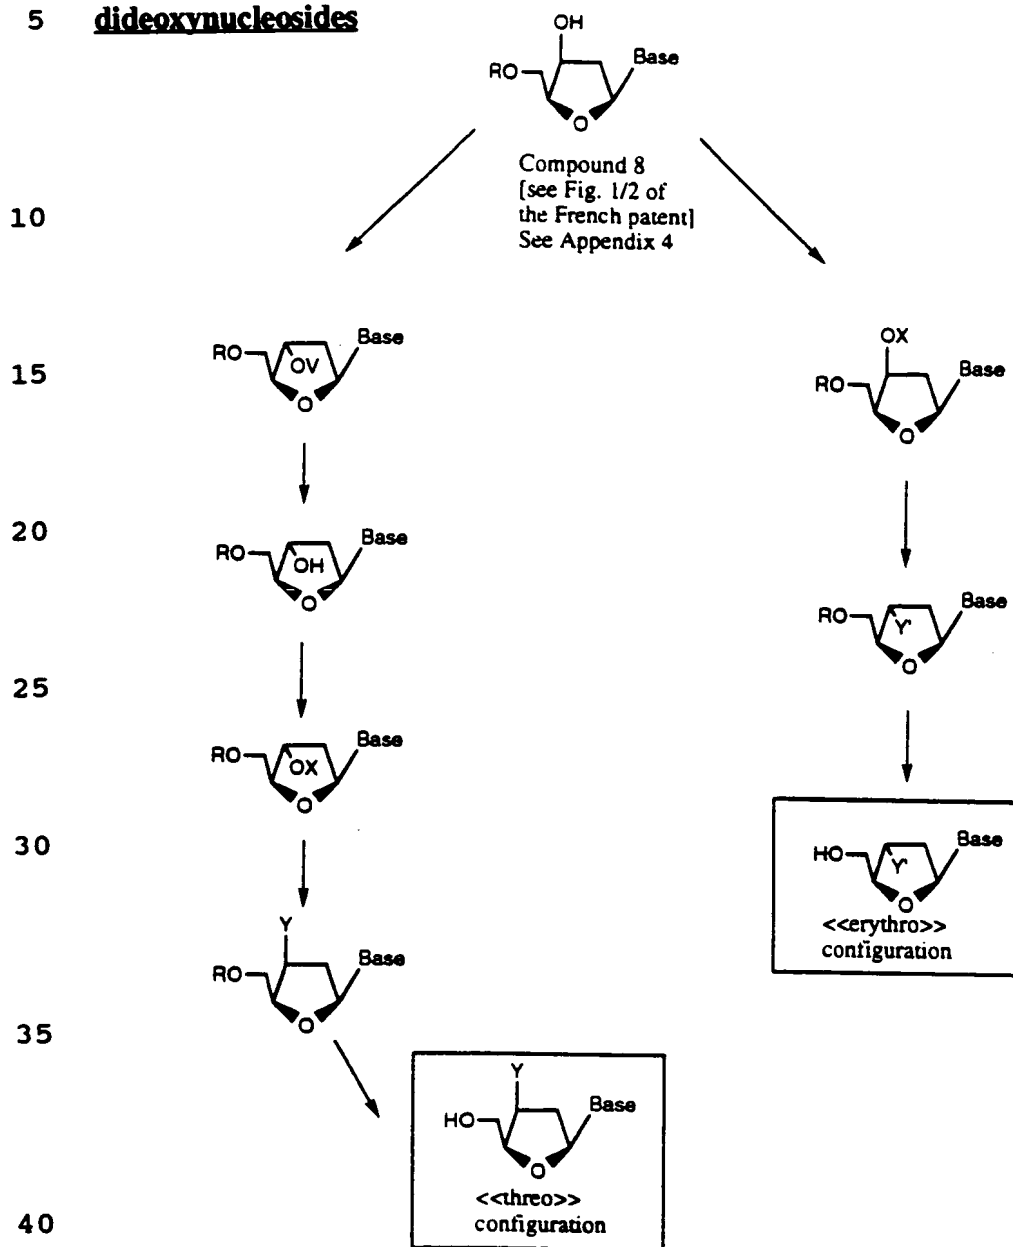 5 dideoxynucleosides
OH
RO
Base
O
Compound 8
[see Fig. 1/2 of
the French patent]
See Appendix 4
10
RO
OV
Base
O
15
OX
RO
Base
O
20
RO
OH
Base
O
RO
Y'
Base
O
25
RO
OX
Base
O
30
HO
Y'
Base
O
<<erythro>>
configuration
Y
RO
Base
O
35
Y
HO
Base
O
<<threo>>
configuration
40